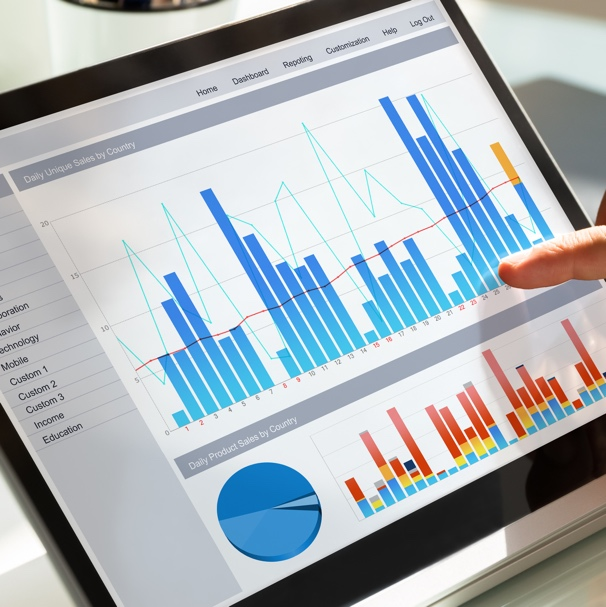 Home Dashboard Repoting Customization Help Log Out
Daily Unique Sales by Country
20
15
10
5
0
1 2 3 4 5 6 7 8 9 10 11 12 13 14 15 16 17 18 19 20 21 22 23 24 25
Mobile
Custom 1
Custom 2
Custom 3
Income
Education
Daily Product Sales by Country